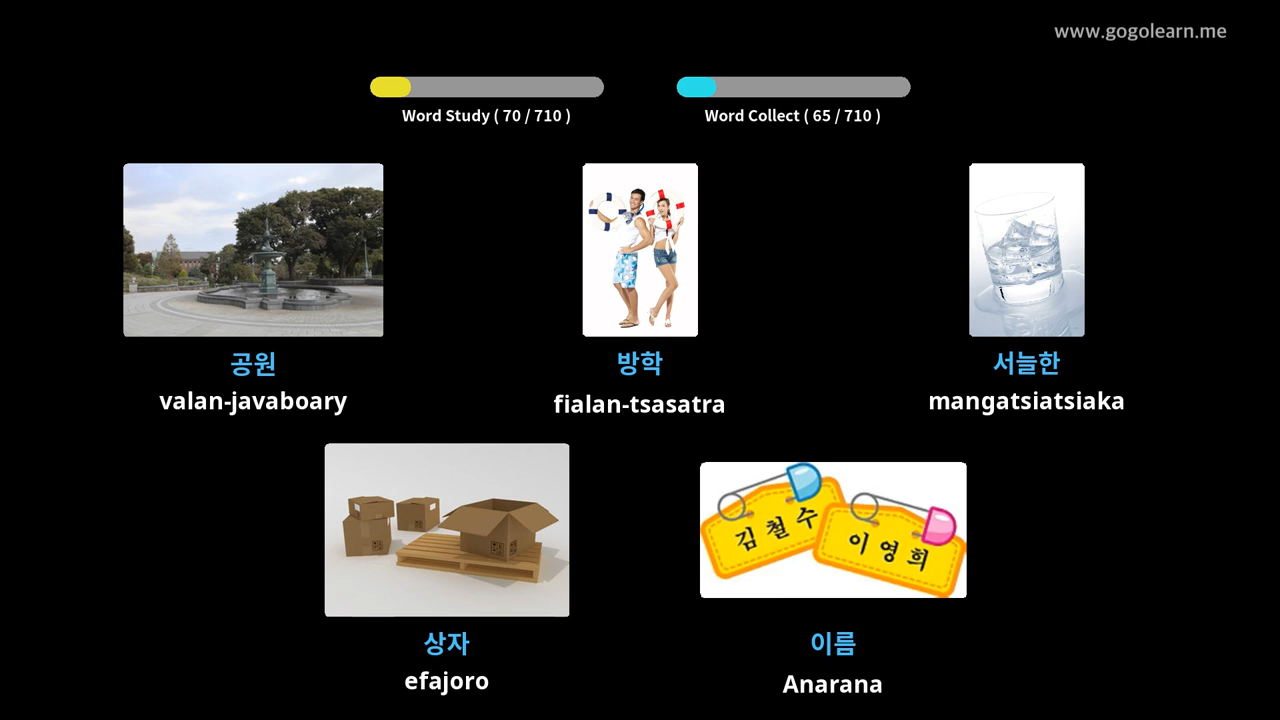 www.gogolearn.me
Word Study ( 70 / 710 )
Word Collect ( 65 / 710 )
공원
valan-javaboary
방학
fialan-tsasatra
서늘한
mangatsiatsiaka
김철수
이영희
상자
efajoro
이름
Anarana